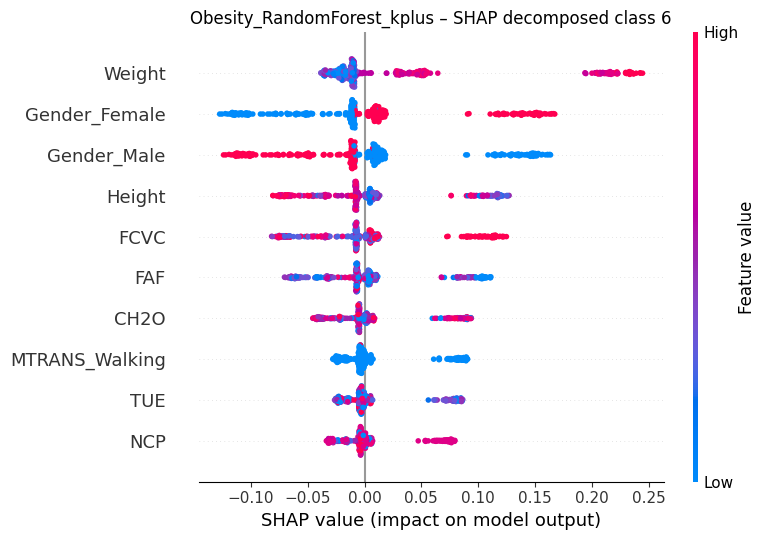 Obesity_RandomForest_kplus – SHAP decomposed class 6
High
Weight
Gender_Female
Gender_Male
Height
FCVC
FAF
CH2O
MTRANS_Walking
TUE
NCP
Feature value
Low
−0.10 −0.05 0.00 0.05 0.10 0.15 0.20 0.25
SHAP value (impact on model output)